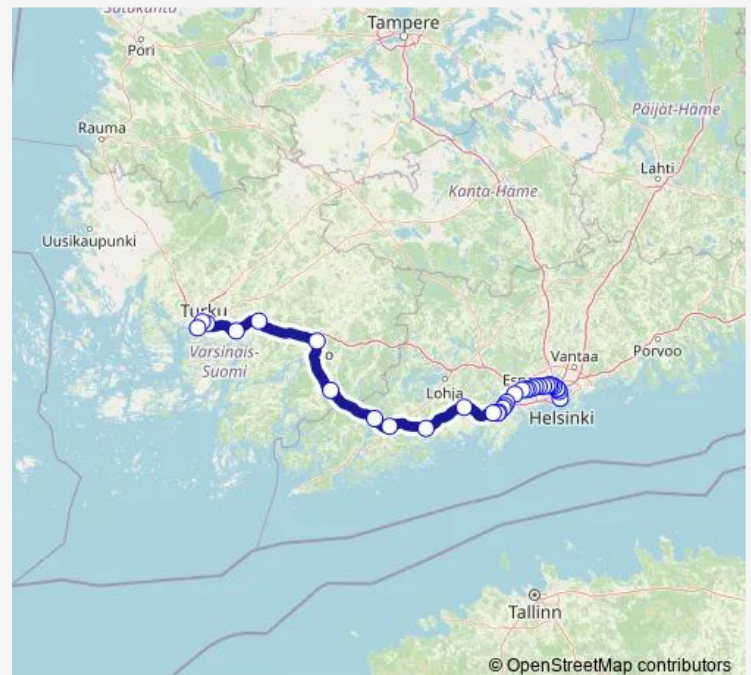 Satakunta
Tampere
Pori
Päijät-Häme
Rauma
Lahti
Kanta-Häme
Uusikaupunki
Turku
Vantaa
Porvoo
Varsinais-
Suomi
Lohja
Helsinki
Tallinn
© OpenStreetMap contributors